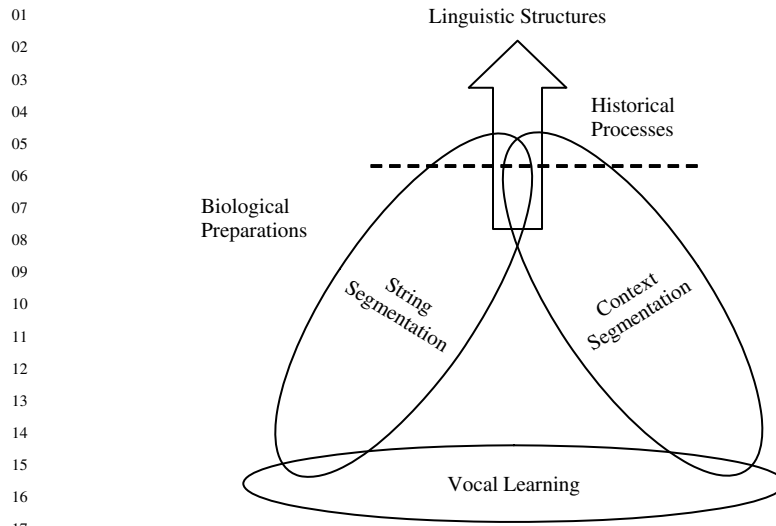 01
Linguistic Structures
02
03
Historical
04
Processes
05
06
Biological
07
Preparations
08
09
String
Context
10
Segmentation
Segmentation
11
12
13
14
15
Vocal Learning
16
17